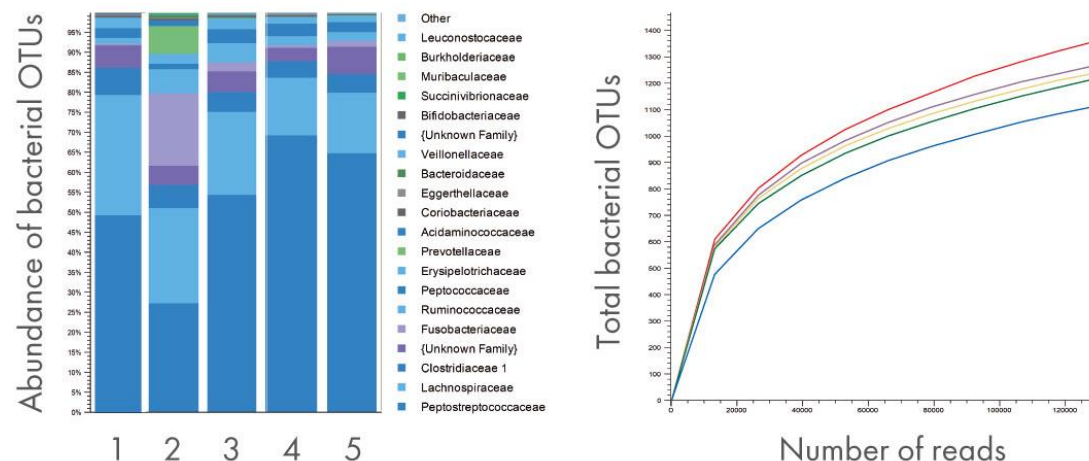 Abundance of bacterial OTUs
95%
90%
85%
80%
75%
70%
65%
60%
55%
50%
45%
40%
35%
30%
25%
20%
15%
10%
5%
0%
1 2 3 4 5
Other
Leuconostocaceae
Burkholderiaceae
Muribaculaceae
Succinivibrionaceae
Bifidobacteriaceae
{Unknown Family}
Veillonellaceae
Bacteroidaceae
Eggerthellaceae
Coriobacteriaceae
Acidaminococcaceae
Prevotellaceae
Erysipelotrichaceae
Peptococcaceae
Ruminococcaceae
Fusobacteriaceae
{Unknown Family}
Clostridiaceae 1
Lachnospiraceae
Peptostreptococcaceae
Total bacterial OTUs
1400
1300
1200
1100
1000
900
800
700
600
500
400
300
200
100
0
0 20000 40000 60000 80000 100000 120000
Number of reads